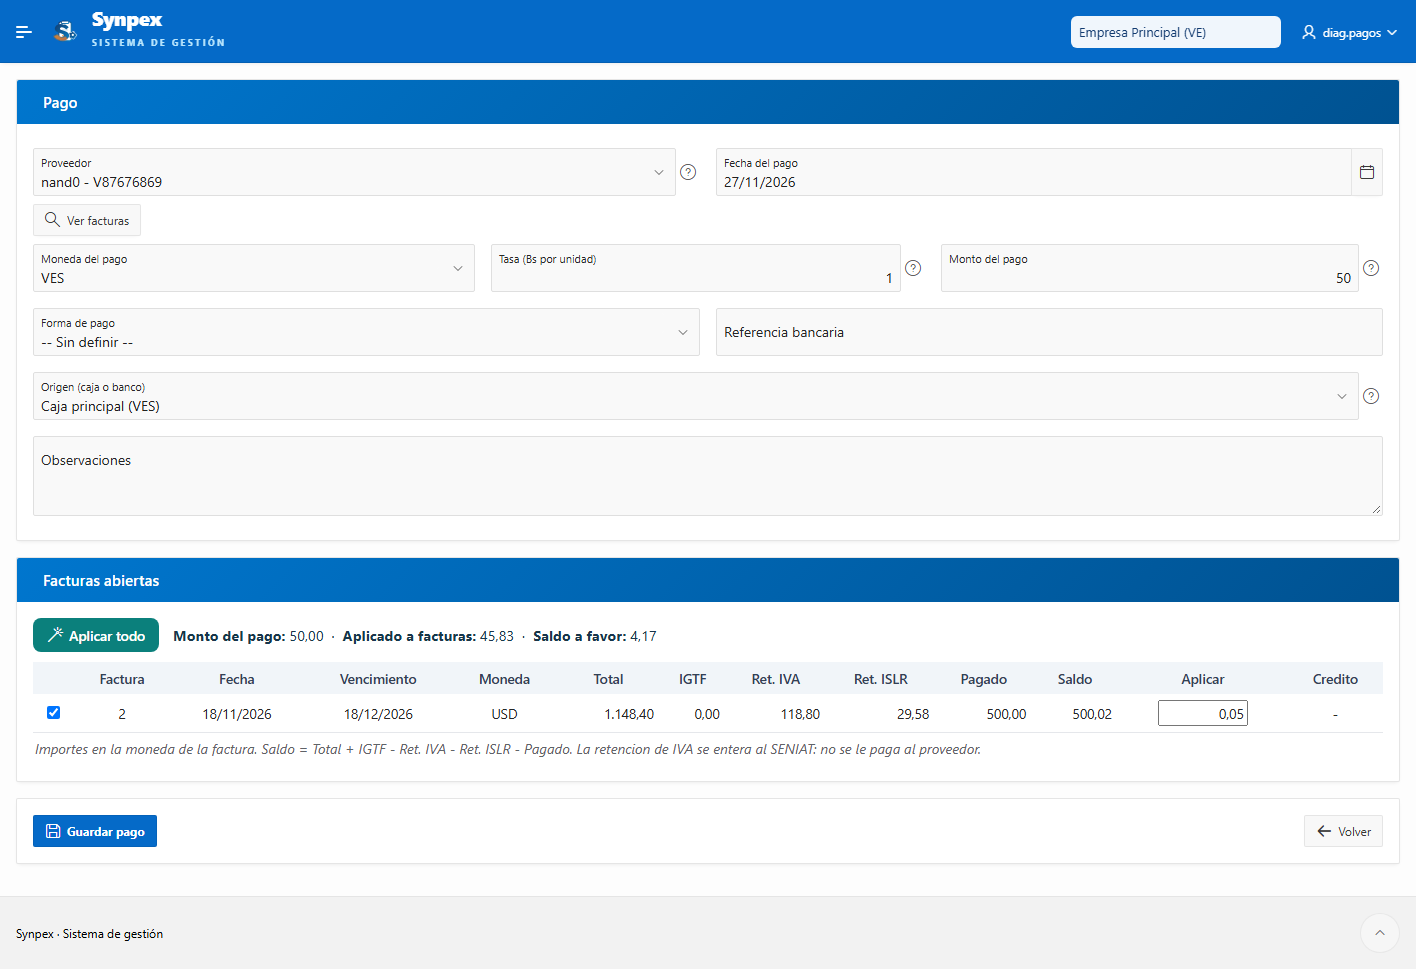 Synpex
SISTEMA DE GESTIÓN
Empresa Principal (VE)
diag.pagos
Pago
Proveedor
nand0 - V87676869
Fecha del pago
27/11/2026
Ver facturas
Moneda del pago
VES
Tasa (Bs por unidad)
1
Monto del pago
50
Forma de pago
-- Sin definir --
Referencia bancaria
Origen (caja o banco)
Caja principal (VES)
Observaciones
Facturas abiertas
Aplicar todo Monto del pago: 50,00 · Aplicado a facturas: 45,83 · Saldo a favor: 4,17
Factura Fecha Vencimiento Moneda Total IGTF Ret. IVA Ret. ISLR Pagado Saldo Aplicar Credito
2 18/11/2026 18/12/2026 USD 1.148,40 0,00 118,80 29,58 500,00 500,02 0,05 -
Importes en la moneda de la factura. Saldo = Total + IGTF - Ret. IVA - Ret. ISLR - Pagado. La retencion de IVA se entera al SENIAT: no se le paga al proveedor.
Guardar pago
Volver
Synpex · Sistema de gestión